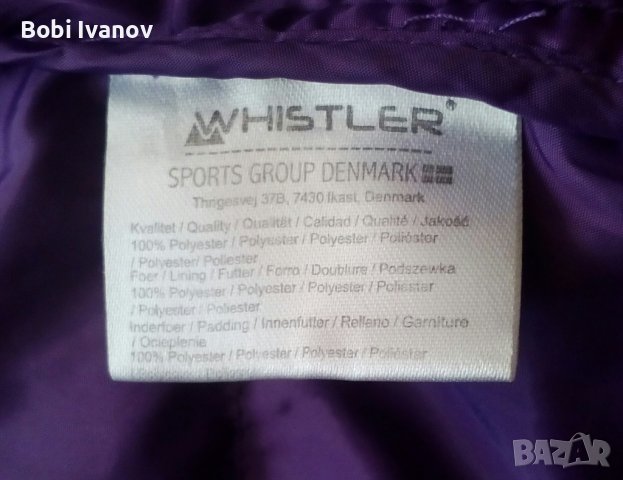 Bobi Ivanov
WHISTLER®
SPORTS GROUP DENMARK
Thrigesvej 37B, 7430 Ikast, Denmark
Kvalitet / Quality / Qualität / Calidad / Qualité / Jakość
100% Polyester / Polyester / Polyester / Poliéster
/ Polyester/ Poliester
Foer / Lining / Futter / Forro / Doublure / Podszewka
100% Polyester / Polyester / Polyester / Poliester
/ Polyester / Poliester
Inderfoer / Padding / Innenfutter / Relleno / Garniture
/ Ocieplenie
100% Polyester / Polyester / Polyester / Poliéster
BAZAR